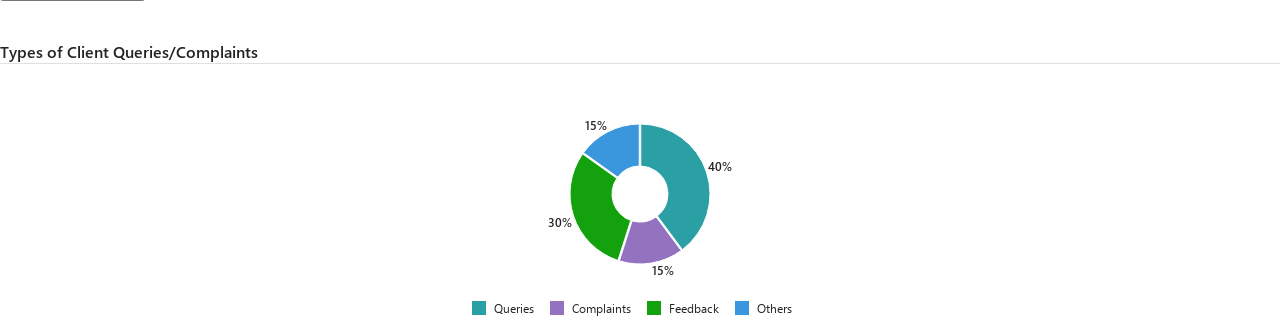 Types of Client Queries/Complaints
15%
40%
30%
15%
Queries
Complaints
Feedback
Others